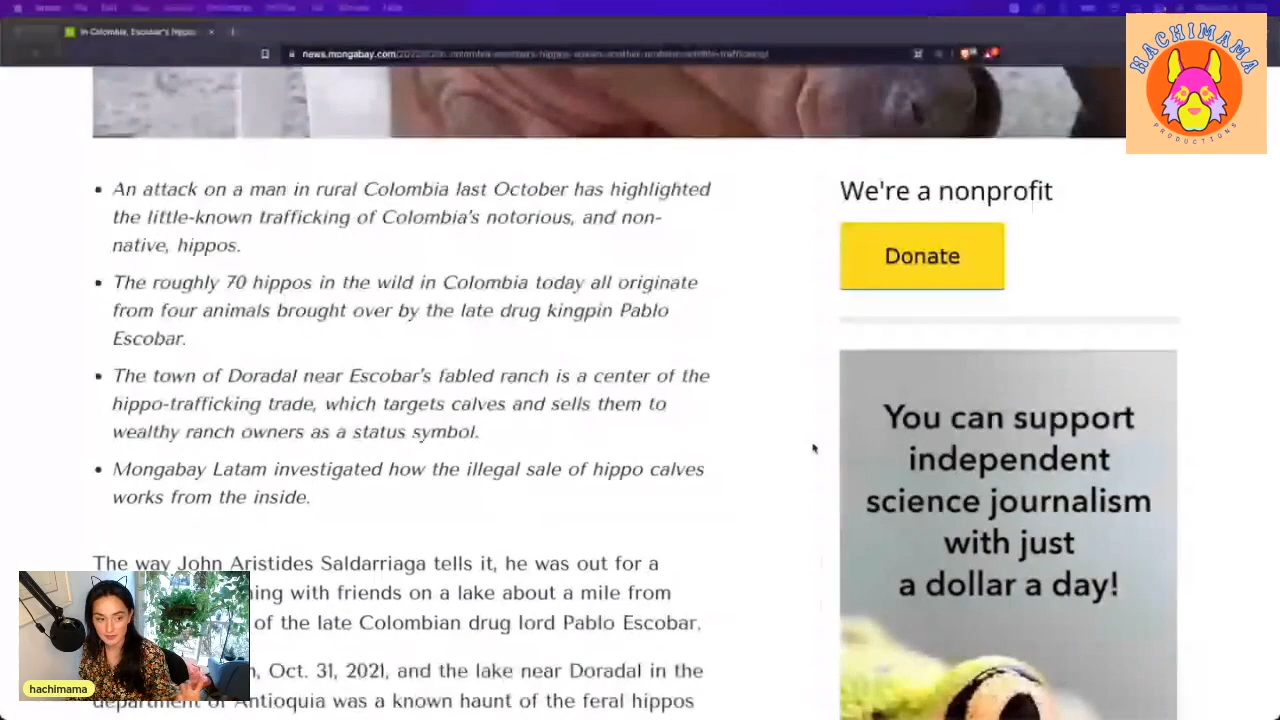 In Colombia, Escobar's hippos
news.mongabay.com
HACHIMAMA
PRODUCTIONS
An attack on a man in rural Colombia last October has highlighted
the little-known trafficking of Colombia's notorious, and non-
native, hippos.
The roughly 70 hippos in the wild in Colombia today all originate
from four animals brought over by the late drug kingpin Pablo
Escobar.
The town of Doradal near Escobar's fabled ranch is a center of the
hippo-trafficking trade, which targets calves and sells them to
wealthy ranch owners as a status symbol.
Mongabay Latam investigated how the illegal sale of hippo calves
works from the inside.
The way John Aristides Saldarriaga tells it, he was out for a
with friends on a lake about a mile from
of the late Colombian drug lord Pablo Escobar.
Oct. 31, 2021, and the lake near Doradal in the
department of Antioquia was a known haunt of the feral hippos
We're a nonprofit
Donate
You can support
independent
science journalism
with just
a dollar a day!
hachimama